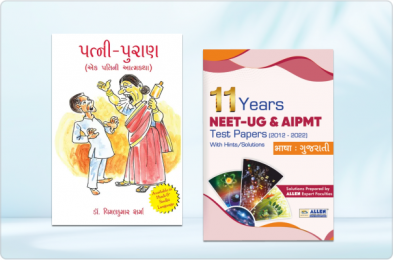 પત્ની-પુરાણ
(એક પતિની આત્મકથા)
ડૉ. વિમલકુમાર શર્મા
11 Years
NEET-UG & AIPMT
Test Papers [2012 - 2022]
With Hints/Solutions
भाषा : ગુજરાતી
Solutions Prepared by
ALLEN Expert Faculties
ALLEN